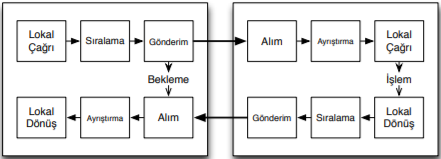 Lokal
Çağrı
Sıralama
Gönderim
Bekleme
Lokal
Dönüş
Ayrıştırma
Alım
Alım
Ayrıştırma
Lokal
Çağrı
İşlem
Gönderim
Sıralama
Lokal
Dönüş